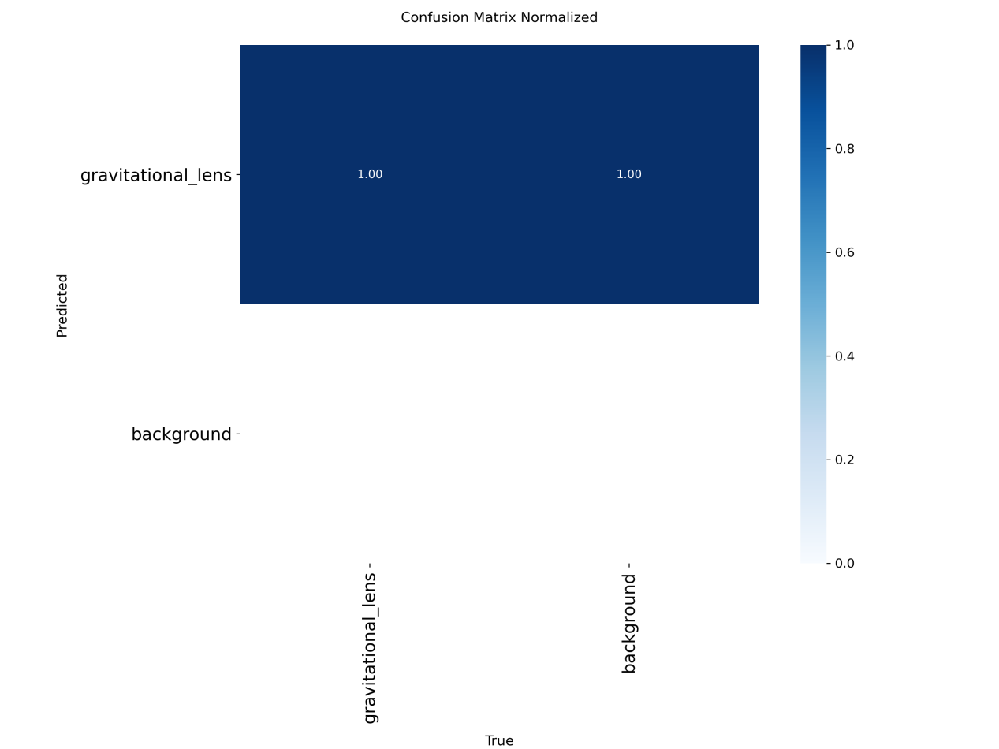 Confusion Matrix Normalized
1.0
0.8
0.6
0.4
0.2
0.0
gravitational_lens
1.00
1.00
Predicted
background
gravitational_lens
background
True